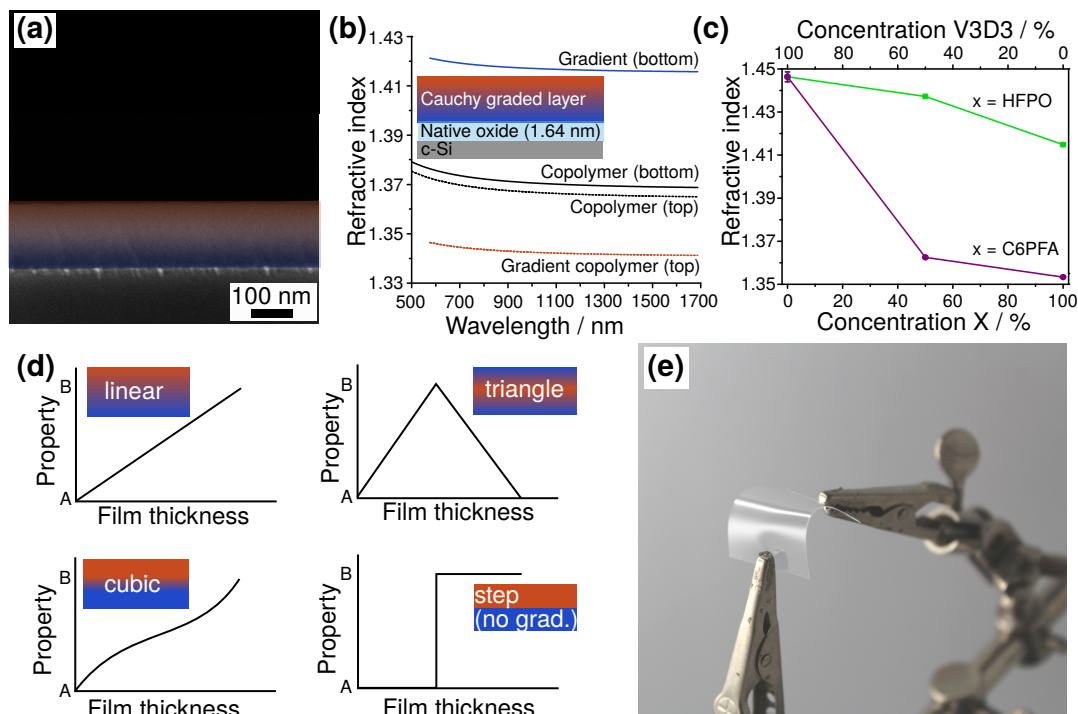 (a)
100 nm
(b)
1.43
1.41
1.39
1.37
1.35
1.33
Refractive index
Gradient (bottom)
Cauchy graded layer
Native oxide (1.64 nm)
c-Si
Copolymer (bottom)
Copolymer (top)
Gradient copolymer (top)
500 700 900 1100 1300 1500 1700
Wavelength / nm
(c)
Concentration V3D3 / %
100 80 60 40 20 0
1.45
1.43
1.41
1.39
1.37
1.35
Refractive index
x = HFPO
x = C6PFA
0 20 40 60 80 100
Concentration X / %
(d)
B
linear
Property
A
Film thickness
B
triangle
Property
A
Film thickness
B
cubic
Property
A
Film thickness
B
step
(no grad.)
Property
A
Film thickness
(e)